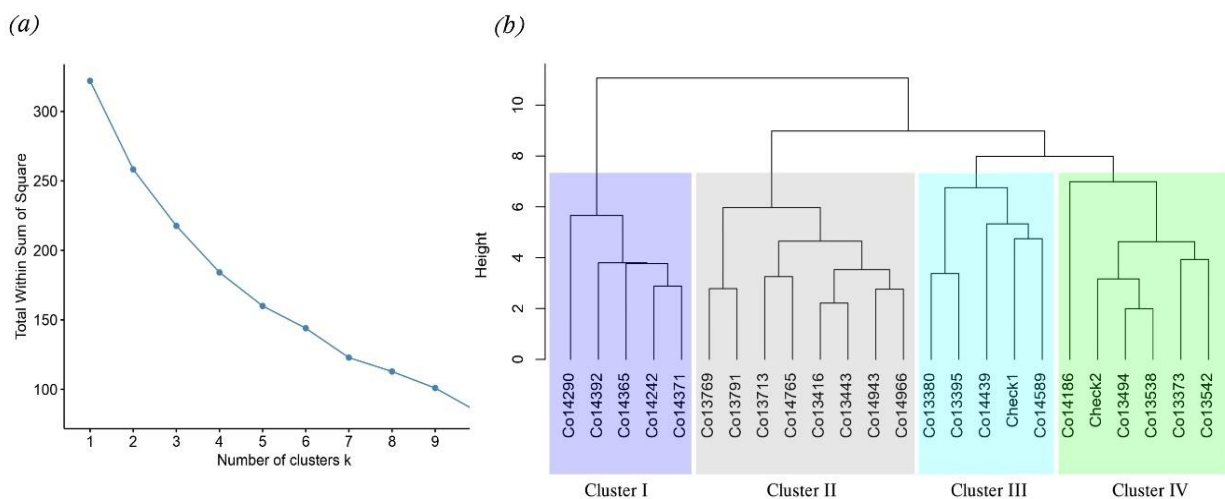 (a)
300
250
200
150
100
Total Within Sum of Square
1 2 3 4 5 6 7 8 9
Number of clusters k
(b)
10
8
6
4
2
0
Height
Co14290
Co14392
Co14365
Co14242
Co14371
Co13769
Co13791
Co13713
Co14765
Co13416
Co13443
Co14943
Co14966
Co13380
Co13395
Co14439
Check1
Co14589
Co14186
Check2
Co13494
Co13538
Co13373
Co13542
Cluster I Cluster II Cluster III Cluster IV